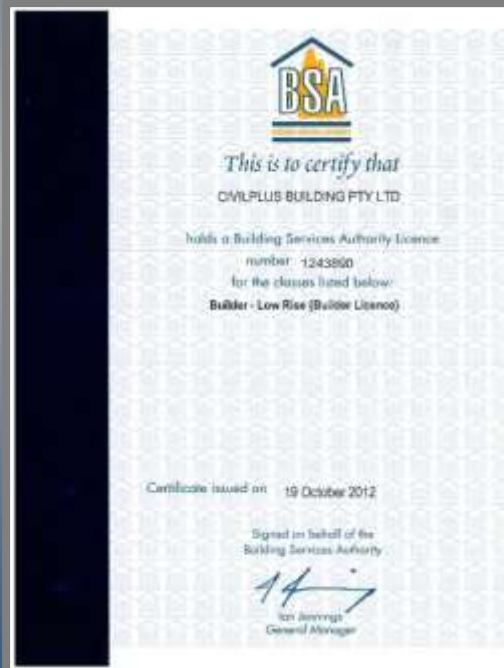 BSA
This is to certify that
CIVILPLUS BUILDING PTY LTD
holds a Building Services Authority Licence
number 1243890
for the classes listed below:
Builder - Low Rise (Builder Licence)
Certificate issued on 19 October 2012
Signed on behalf of the
Building Services Authority
Ian Jennings
General Manager